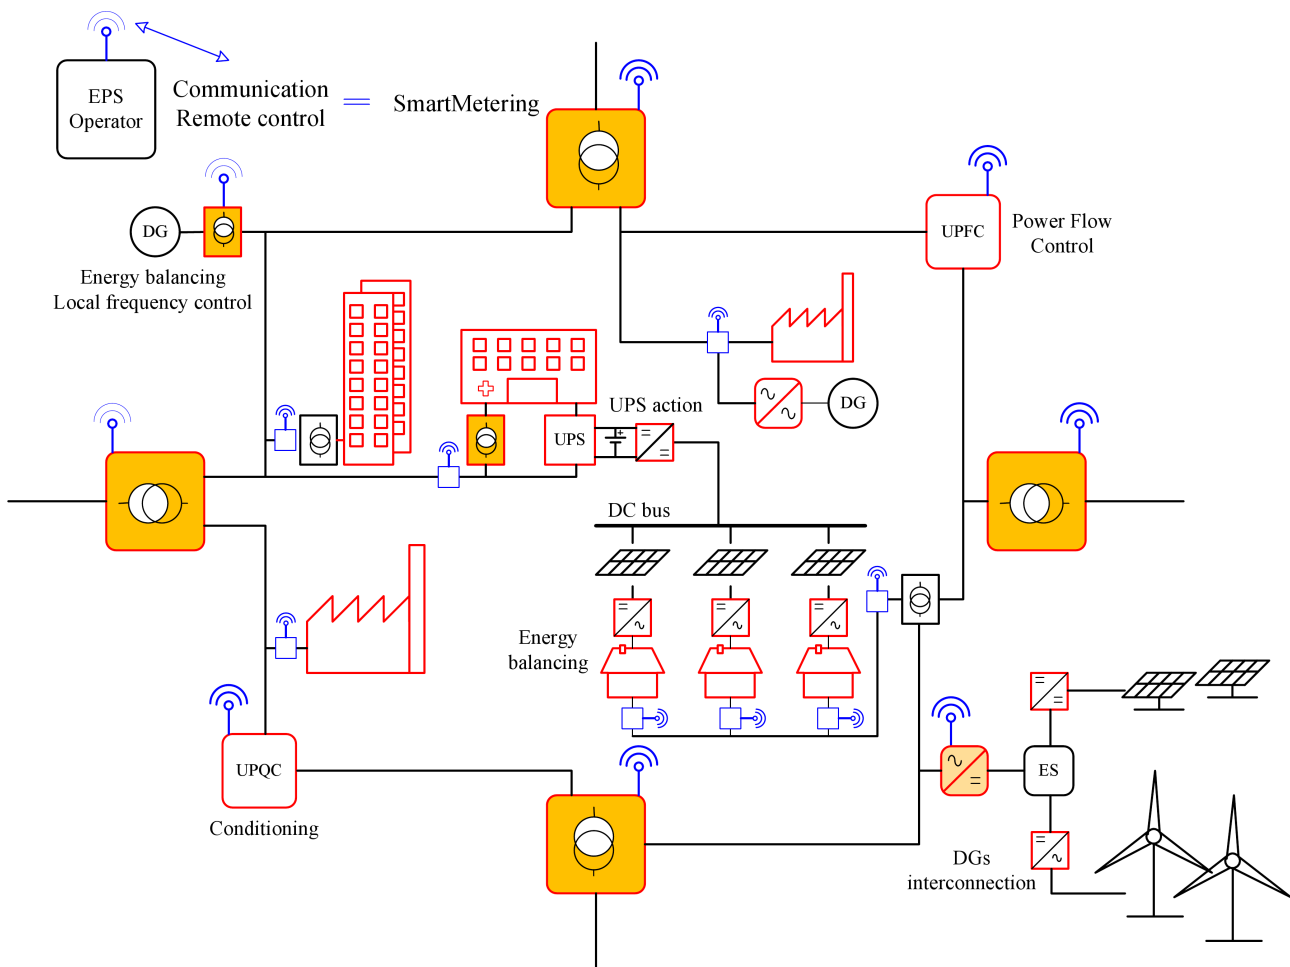 EPS
Operator
Communication
Remote control
SmartMetering
DG
Energy balancing
Local frequency control
UPFC
Power Flow
Control
UPS action
UPS
DG
DC bus
Energy
balancing
UPQC
Conditioning
ES
DGs
interconnection